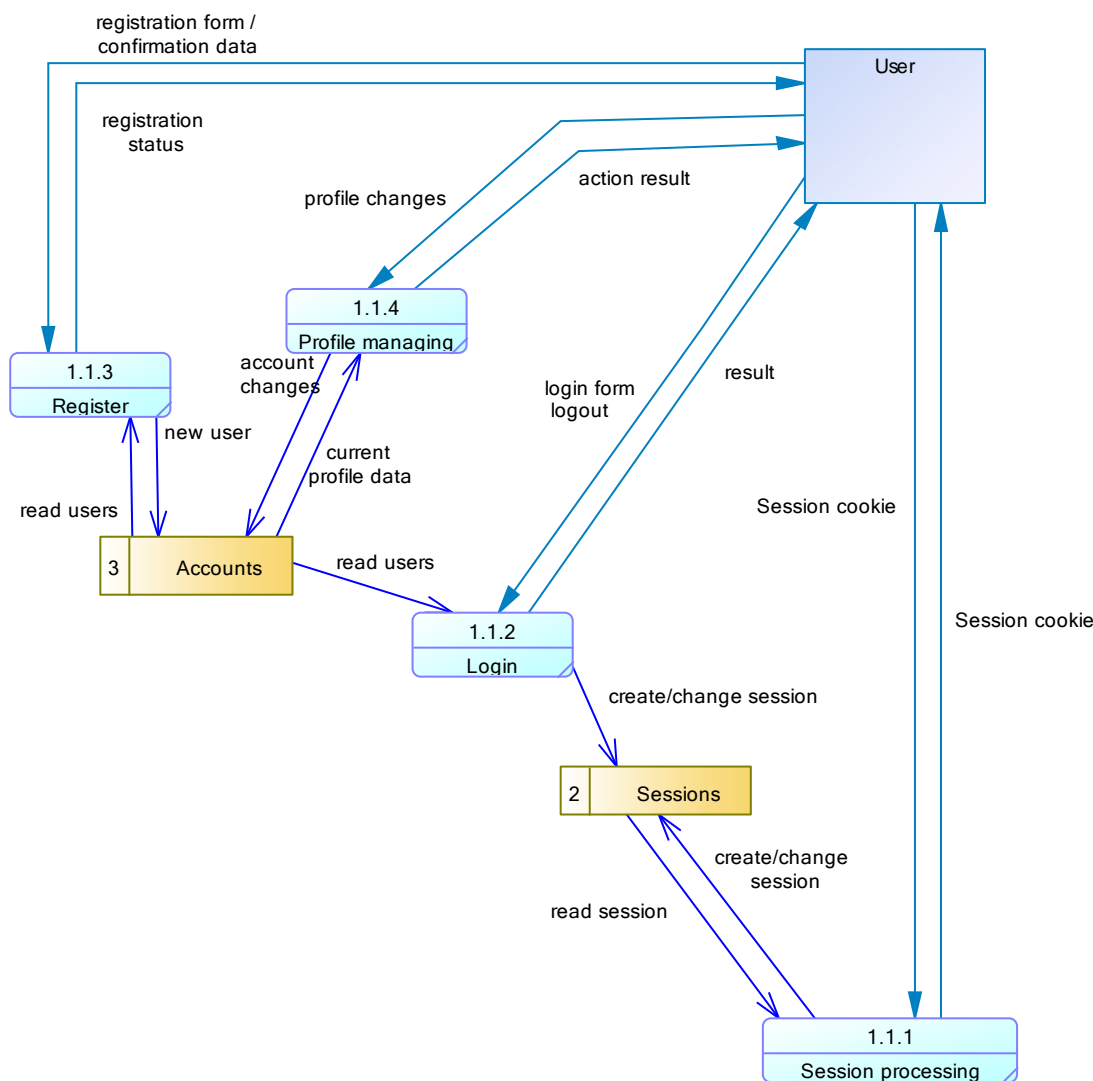 registration form /
confirmation data
User
registration
status
action result
profile changes
1.1.4
Profile managing
account
changes
1.1.3
Register
result
login form
logout
new user
current
profile data
read users
Session cookie
3
Accounts
read users
Session cookie
1.1.2
Login
create/change session
2
Sessions
create/change
session
read session
1.1.1
Session processing